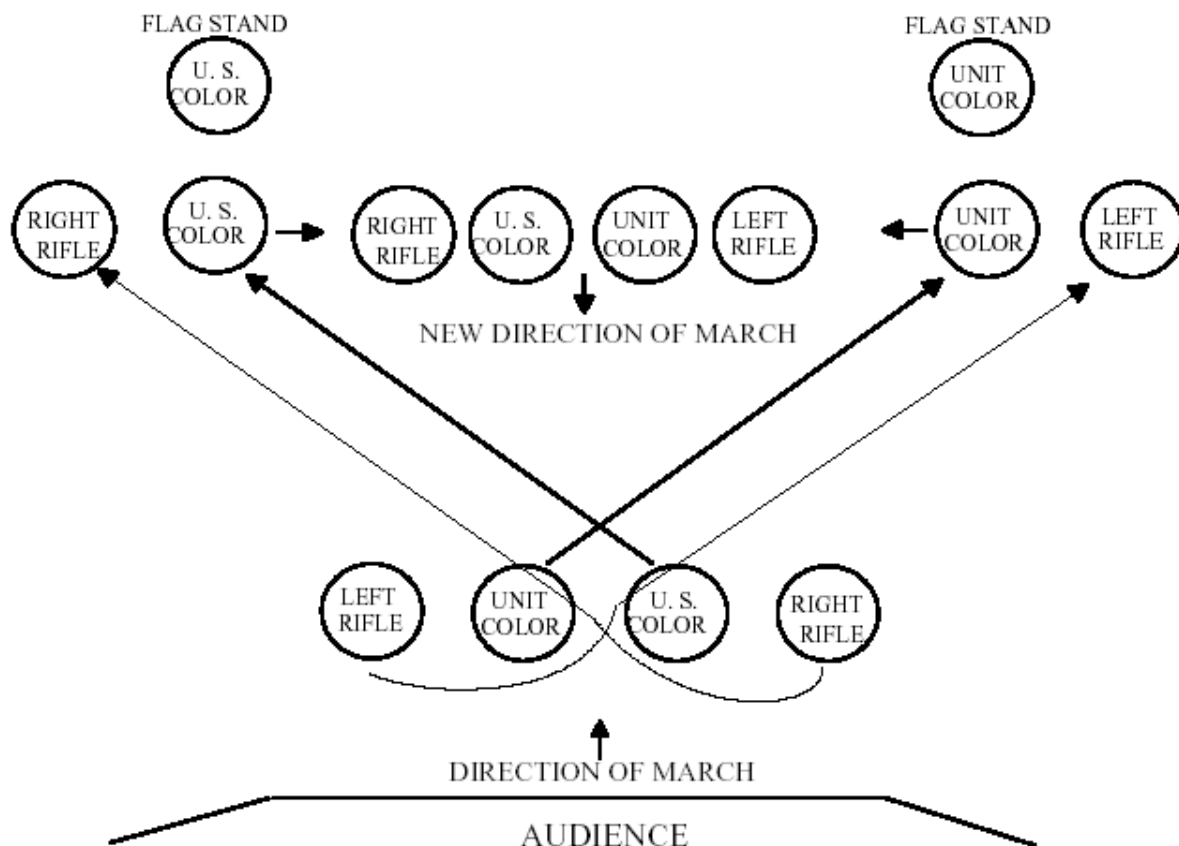 FLAG STAND
U. S.
COLOR
FLAG STAND
UNIT
COLOR
RIGHT
RIFLE
U. S.
COLOR
RIGHT
RIFLE
U. S.
COLOR
UNIT
COLOR
LEFT
RIFLE
UNIT
COLOR
LEFT
RIFLE
NEW DIRECTION OF MARCH
LEFT
RIFLE
UNIT
COLOR
U. S.
COLOR
RIGHT
RIFLE
DIRECTION OF MARCH
AUDIENCE